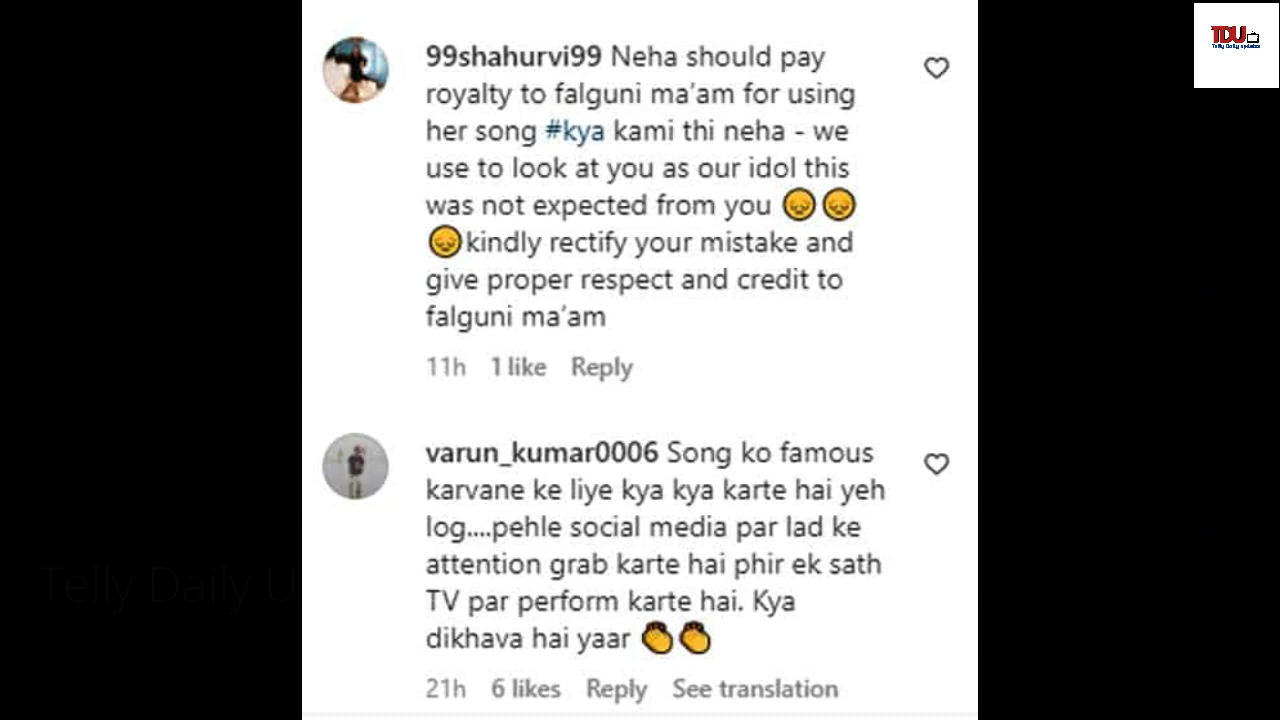 TDU
Telly Daily updates
99shahurvi99 Neha should pay
royalty to falguni ma'am for using
her song #kya kami thi neha - we
use to look at you as our idol this
was not expected from you 😞😞
😞kindly rectify your mistake and
give proper respect and credit to
falguni ma'am
11h 1 like Reply
varun_kumar0006 Song ko famous
karvane ke liye kya kya karte hai yeh
log....pehle social media par lad ke
attention grab karte hai phir ek sath
TV par perform karte hai. Kya
dikhava hai yaar 👏👏
21h 6 likes Reply See translation
Telly Daily U